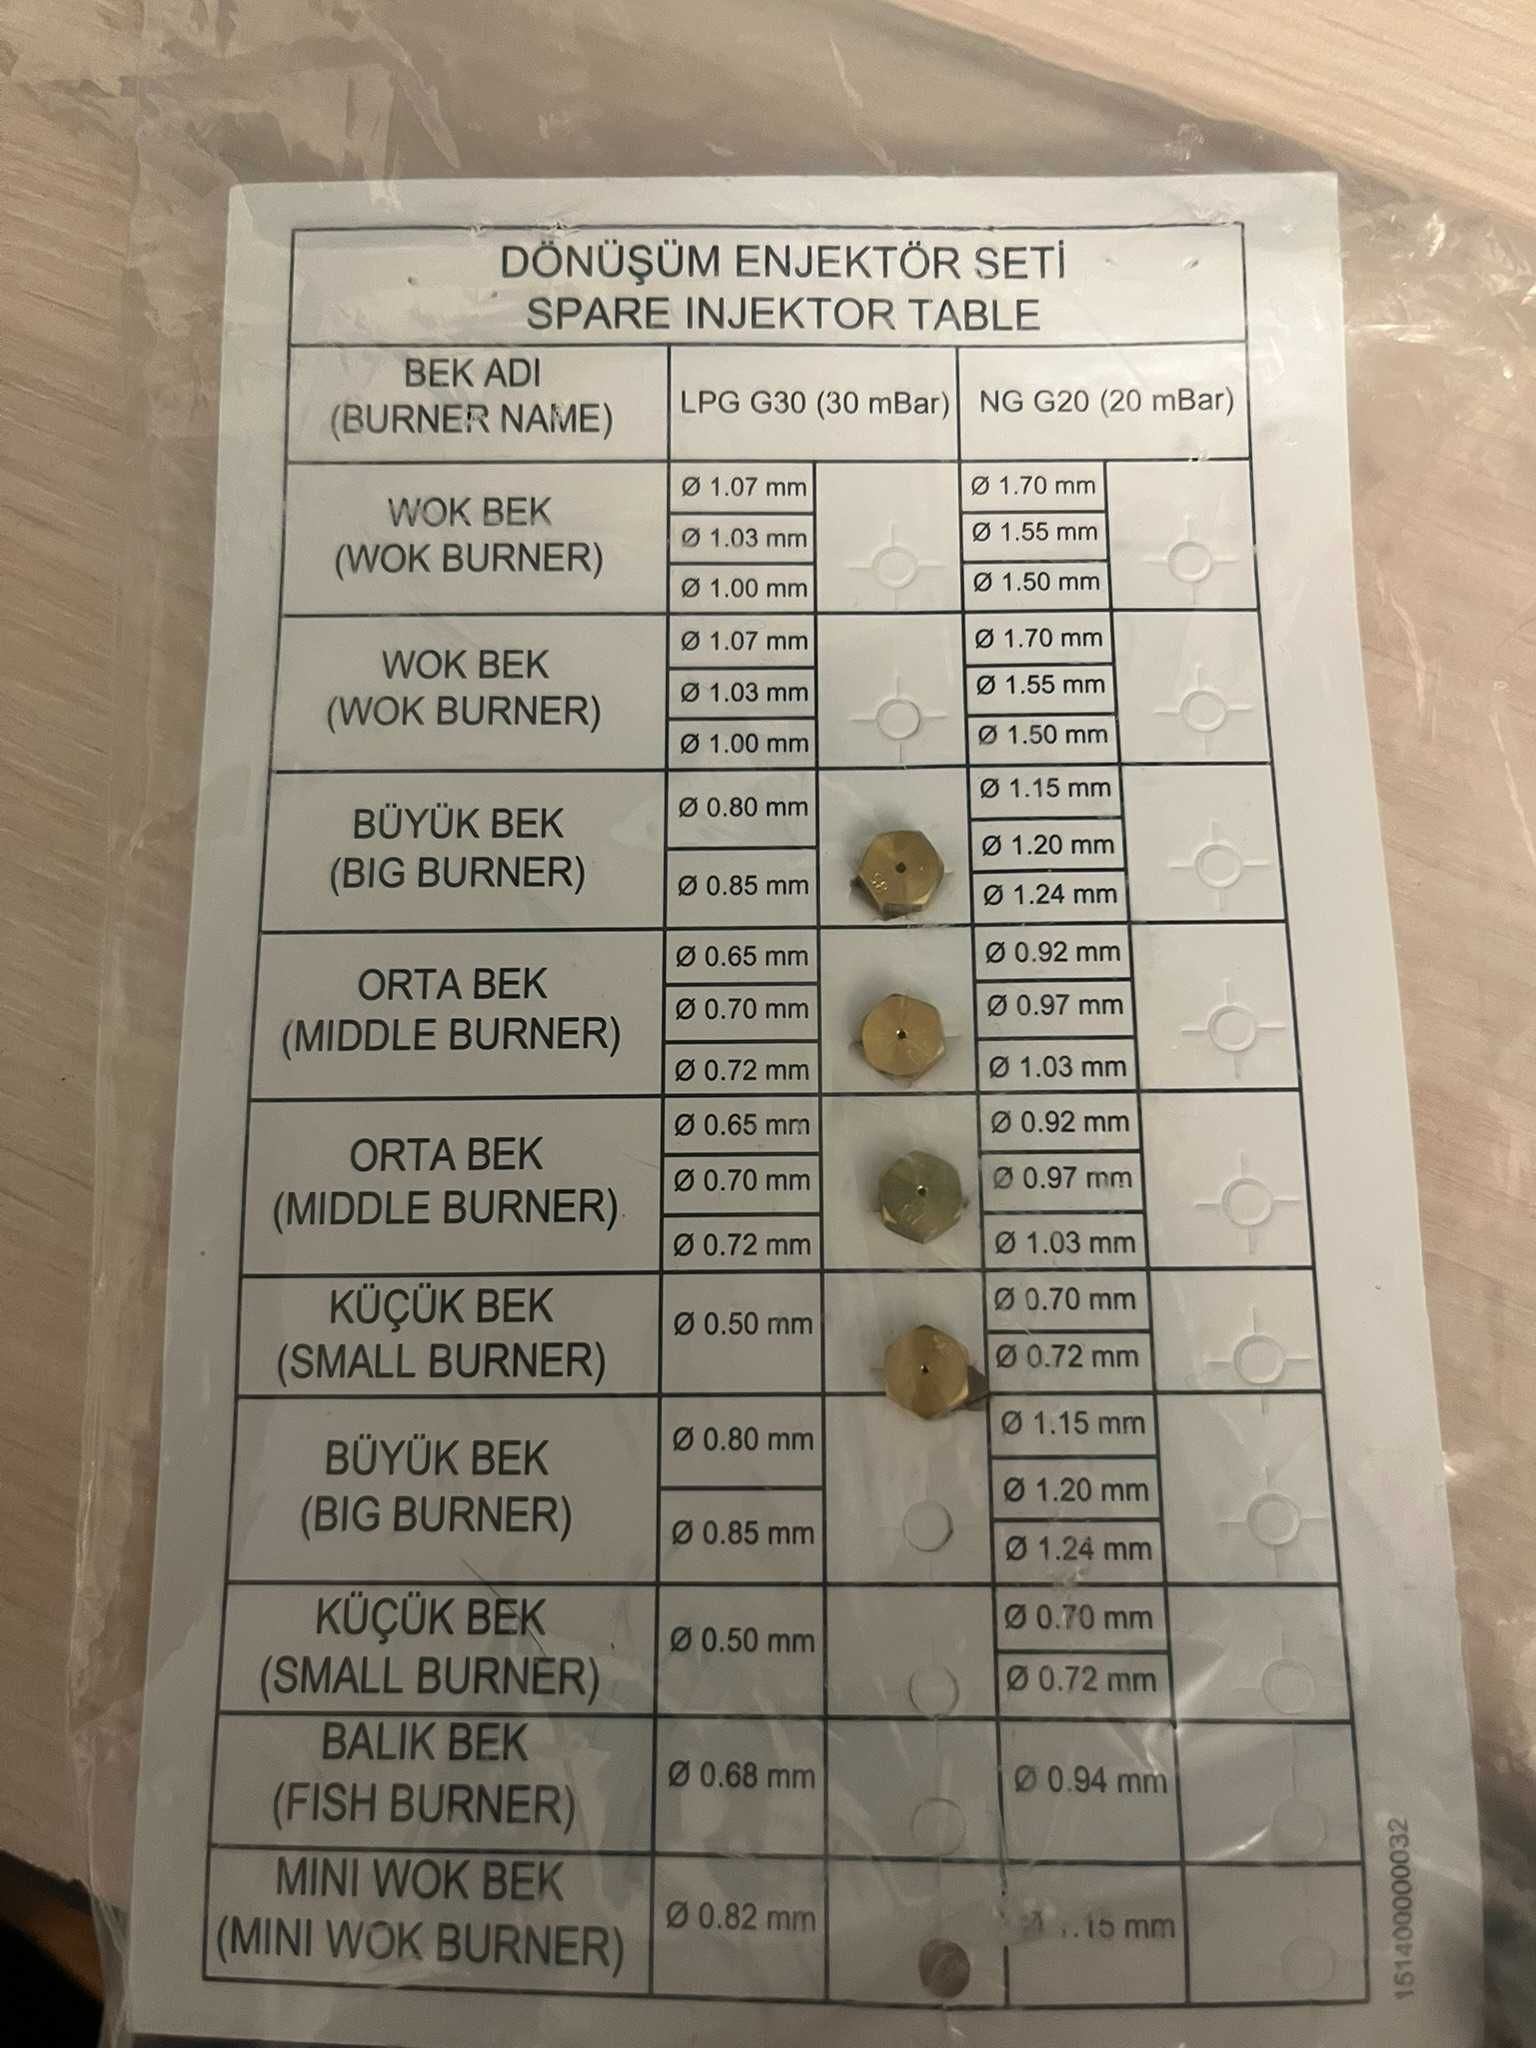 DÖNÜŞÜM ENJEKTÖR SETİ
SPARE INJEKTOR TABLE
BEK ADI
(BURNER NAME)
LPG G30 (30 mBar)
NG G20 (20 mBar)
WOK BEK
(WOK BURNER)
Ø 1.07 mm
Ø 1.03 mm
Ø 1.00 mm
Ø 1.70 mm
Ø 1.55 mm
Ø 1.50 mm
WOK BEK
(WOK BURNER)
Ø 1.07 mm
Ø 1.03 mm
Ø 1.00 mm
Ø 1.70 mm
Ø 1.55 mm
Ø 1.50 mm
BÜYÜK BEK
(BIG BURNER)
Ø 0.80 mm
Ø 0.85 mm
Ø 1.15 mm
Ø 1.20 mm
Ø 1.24 mm
ORTA BEK
(MIDDLE BURNER)
Ø 0.65 mm
Ø 0.70 mm
Ø 0.72 mm
Ø 0.92 mm
Ø 0.97 mm
Ø 1.03 mm
ORTA BEK
(MIDDLE BURNER)
Ø 0.65 mm
Ø 0.70 mm
Ø 0.72 mm
Ø 0.92 mm
Ø 0.97 mm
Ø 1.03 mm
KÜÇÜK BEK
(SMALL BURNER)
Ø 0.50 mm
Ø 0.70 mm
Ø 0.72 mm
BÜYÜK BEK
(BIG BURNER)
Ø 0.80 mm
Ø 0.85 mm
Ø 1.15 mm
Ø 1.20 mm
Ø 1.24 mm
KÜÇÜK BEK
(SMALL BURNER)
Ø 0.50 mm
Ø 0.70 mm
Ø 0.72 mm
BALIK BEK
(FISH BURNER)
Ø 0.68 mm
Ø 0.94 mm
MINI WOK BEK
(MINI WOK BURNER)
Ø 0.82 mm
mm
1514000000032